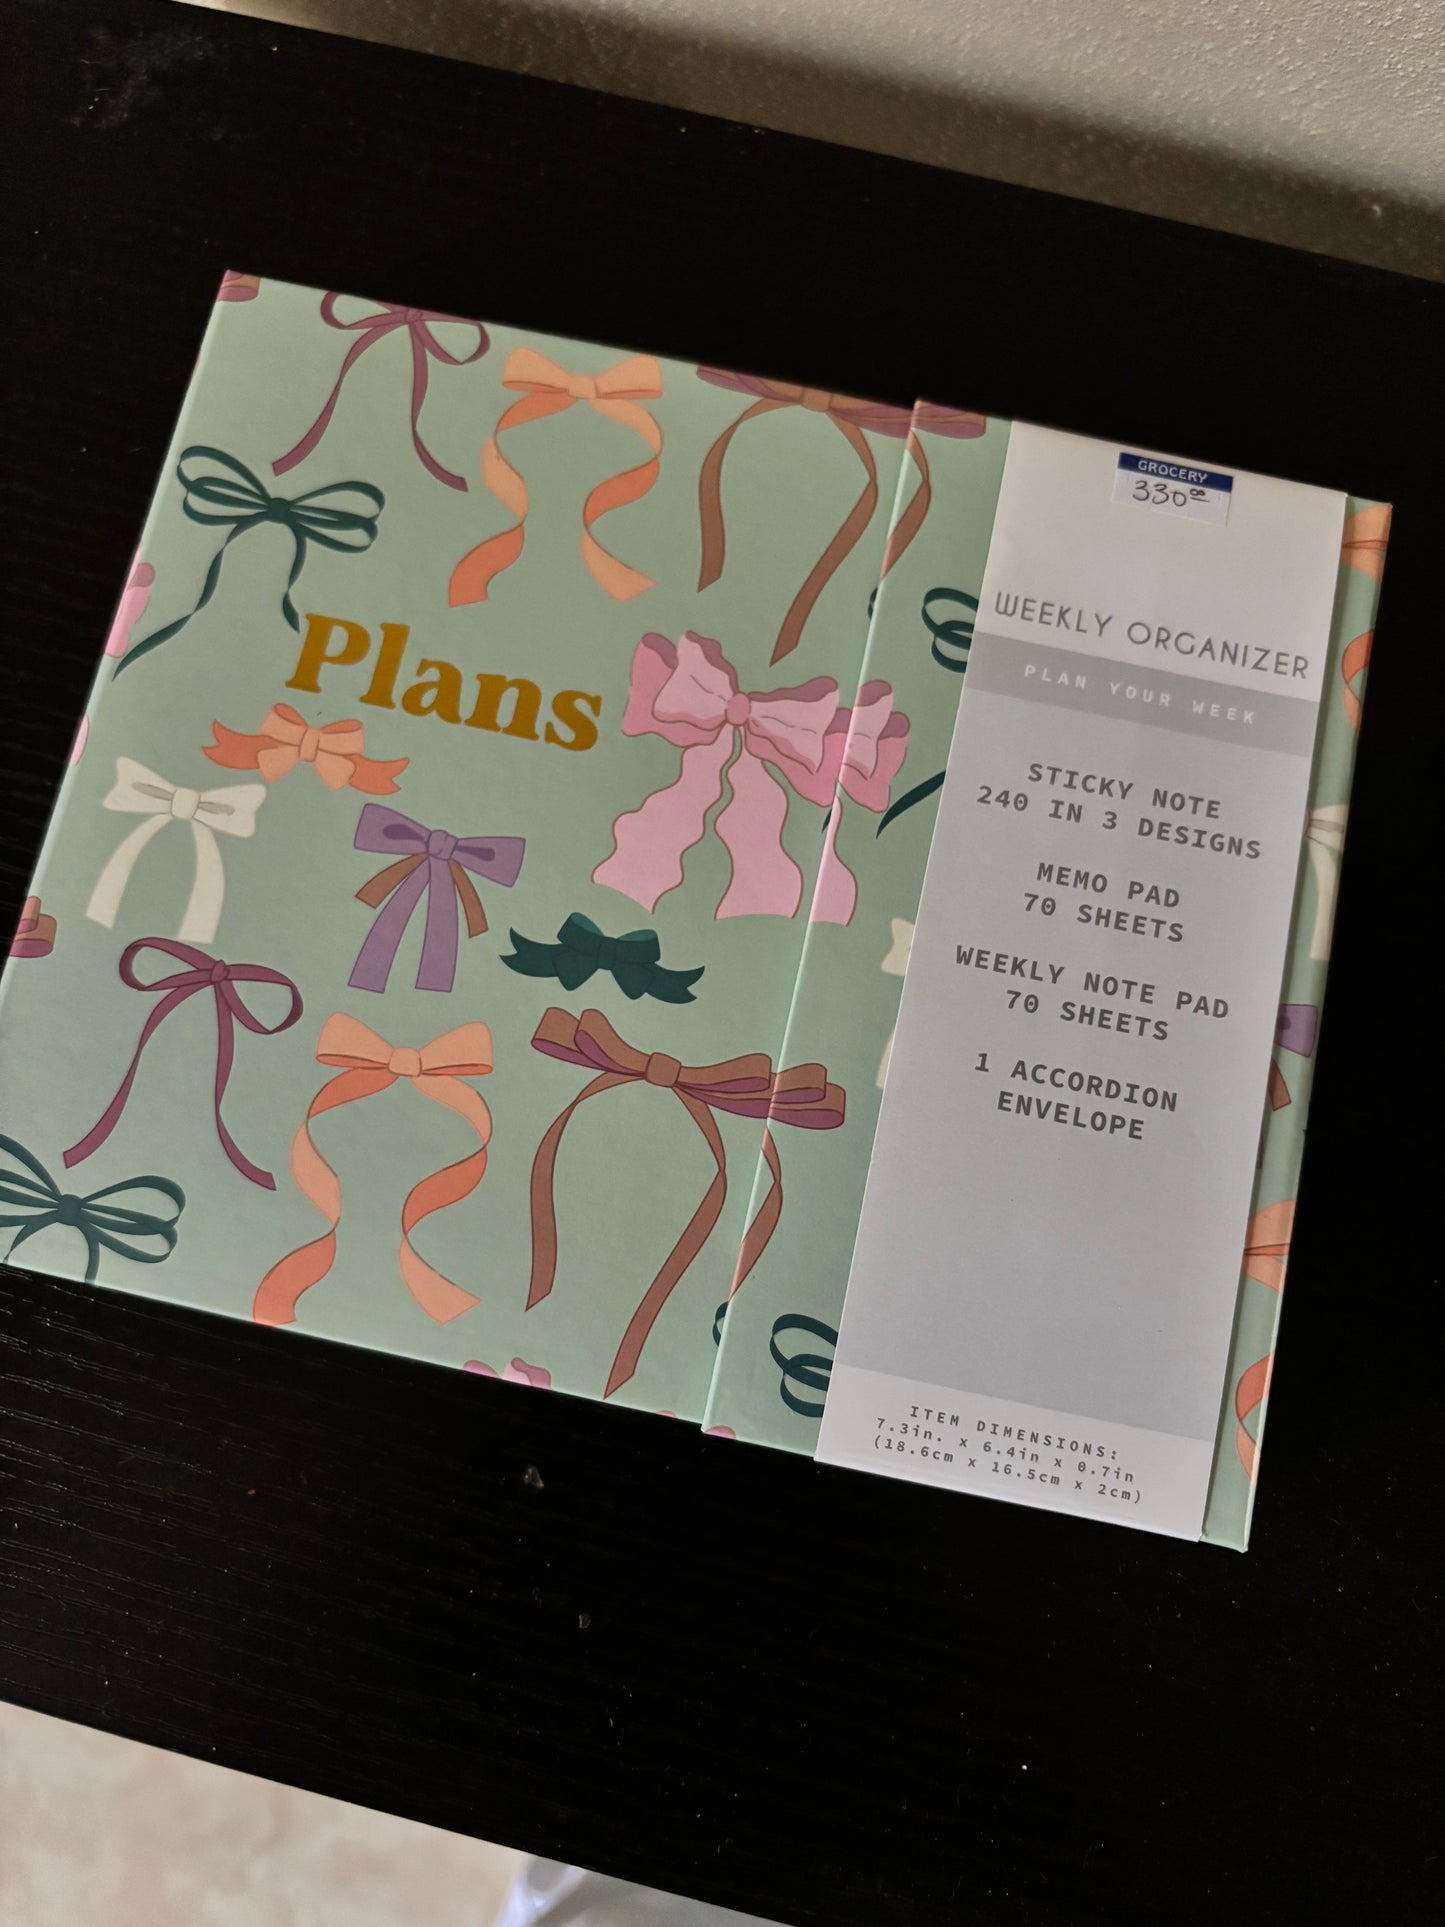 Plans
GROCERY
330 00
WEEKLY ORGANIZER
PLAN YOUR WEEK
STICKY NOTE
240 IN 3 DESIGNS
MEMO PAD
70 SHEETS
WEEKLY NOTE PAD
70 SHEETS
1 ACCORDION
ENVELOPE
ITEM DIMENSIONS:
7.3in. x 6.4in x 0.7in
(18.6cm x 16.5cm x 2cm)